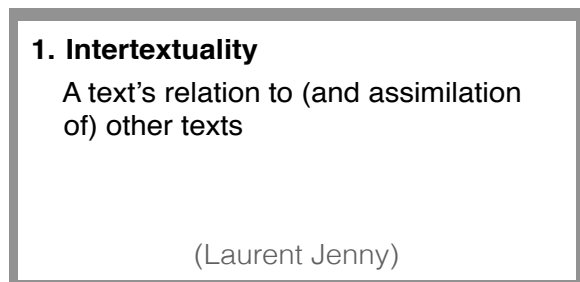 1. Intertextuality
A text’s relation to (and assimilation
of) other texts
(Laurent Jenny)